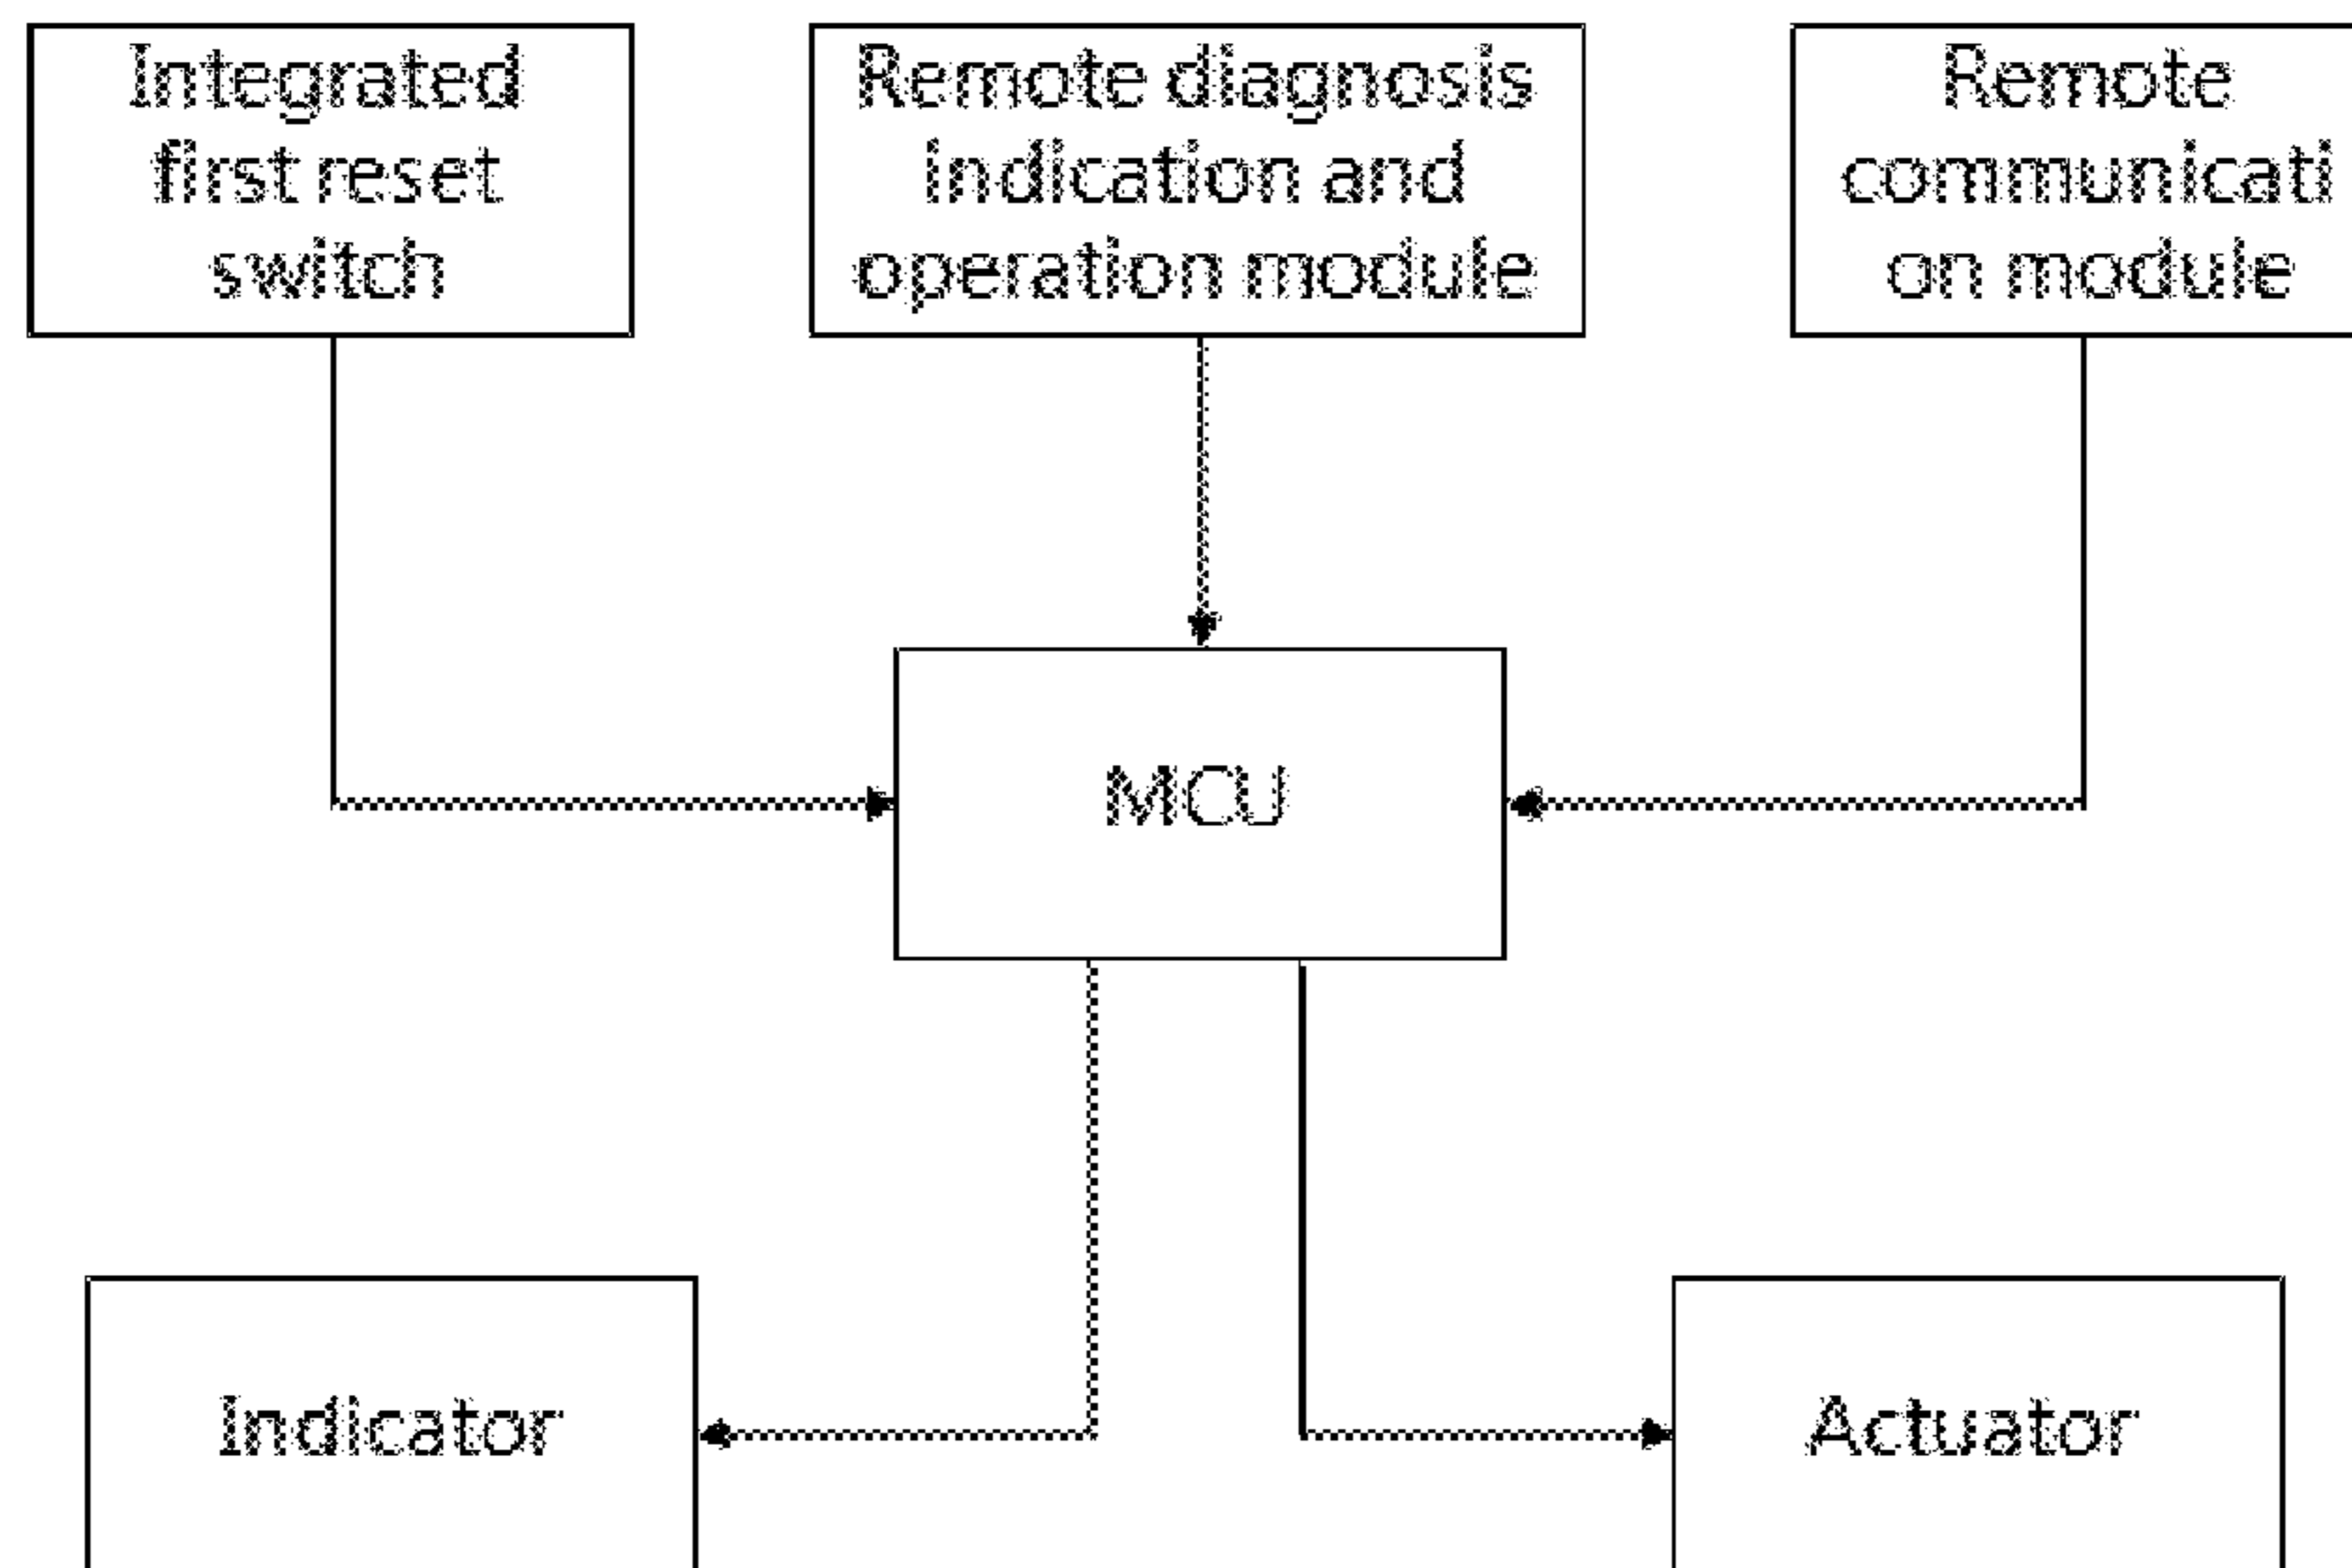 Integrated
first reset
switch
Remote diagnosis
indication and
operation module
Remote
communicati
on module
MCU
Indicator
Actuator